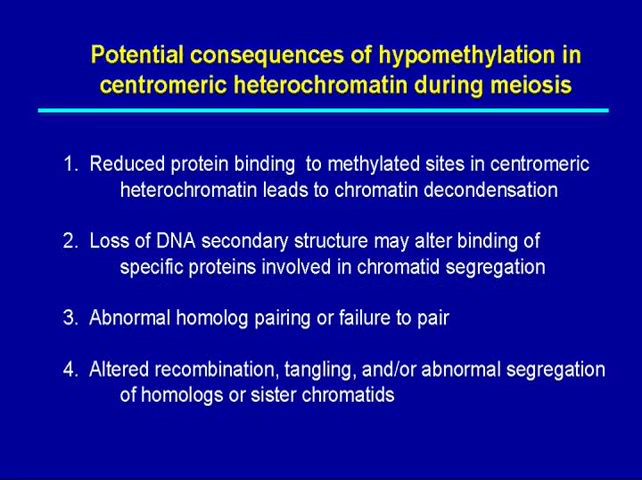 Potential consequences of hypomethylation in
centromeric heterochromatin during meiosis
1. Reduced protein binding to methylated sites in centromeric
heterochromatin leads to chromatin decondensation
2. Loss of DNA secondary structure may alter binding of
specific proteins involved in chromatid segregation
3. Abnormal homolog pairing or failure to pair
4. Altered recombination, tangling, and/or abnormal segregation
of homologs or sister chromatids